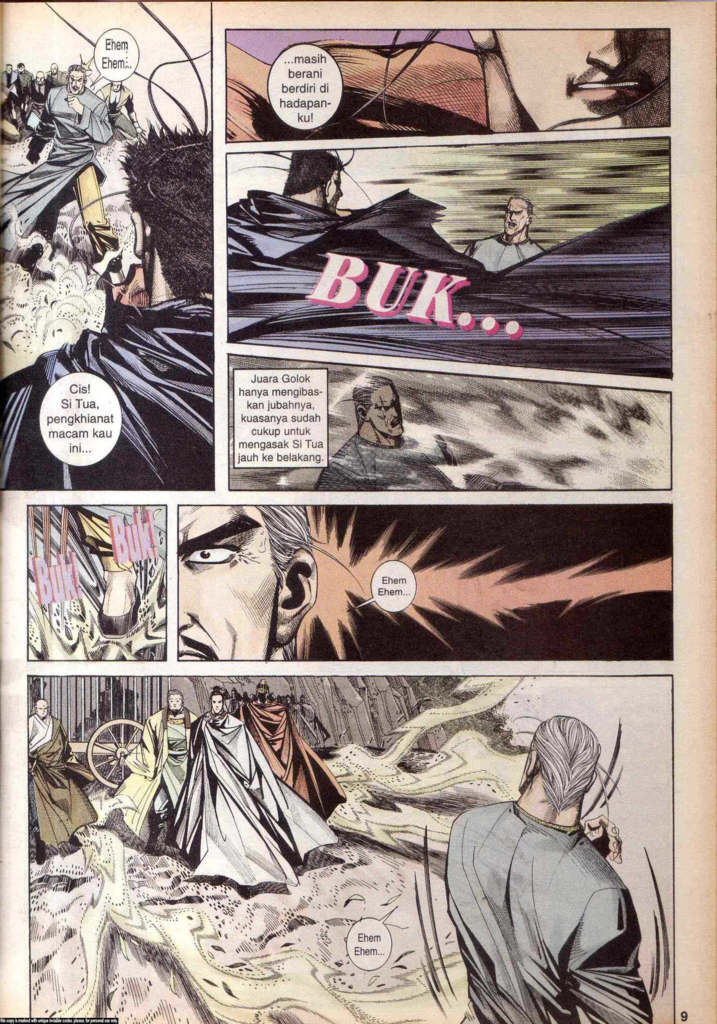 Ehem
Ehem...
Cis!
Si Tua,
pengkhianat
macam kau
ini...
...masih
berani
berdiri di
hadapan-
ku!
BUK...
Juara Golok
hanya mengibas-
kan jubahnya,
kuasanya sudah
cukup untuk
mengasak Si Tua
jauh ke belakang.
BUK!
BUK!
Ehem
Ehem...
Ehem
Ehem...
9